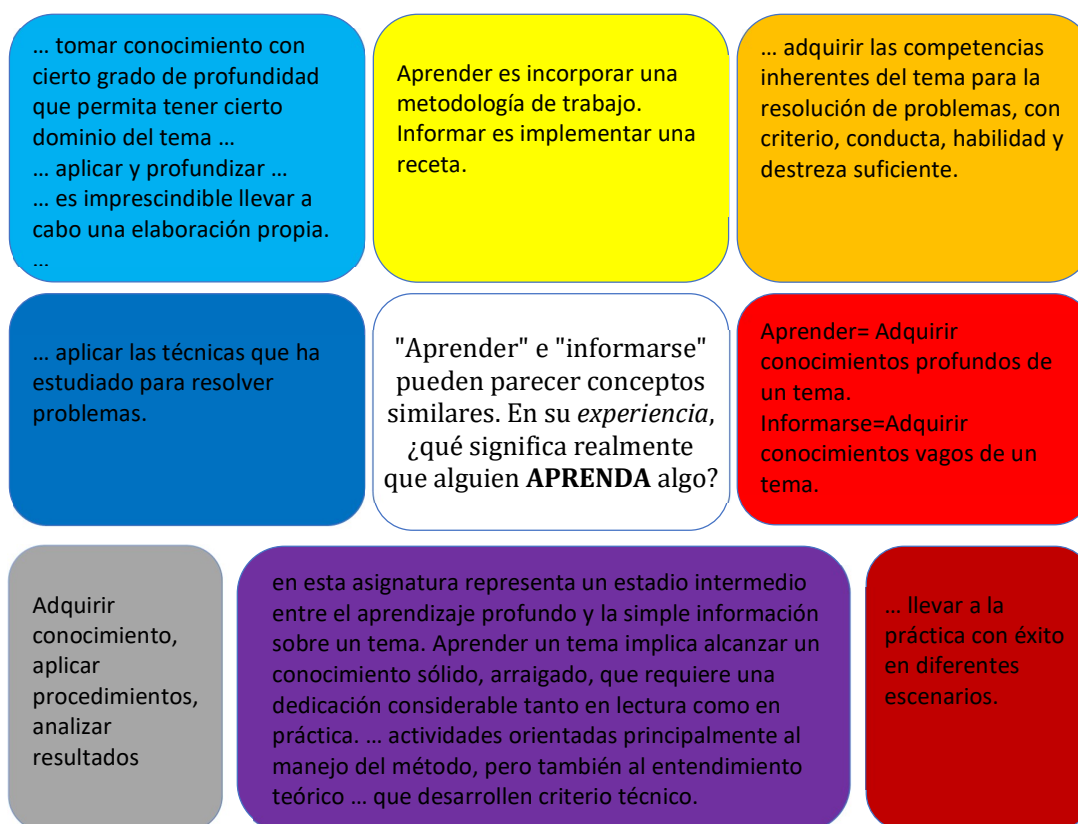 … tomar conocimiento con
cierto grado de profundidad
que permita tener cierto
dominio del tema …
… aplicar y profundizar …
… es imprescindible llevar a
cabo una elaboración propia.
…
Aprender es incorporar una
metodología de trabajo.
Informar es implementar una
receta.
… adquirir las competencias
inherentes del tema para la
resolución de problemas, con
criterio, conducta, habilidad y
destreza suficiente.
… aplicar las técnicas que ha
estudiado para resolver
problemas.
"Aprender" e "informarse"
pueden parecer conceptos
similares. En su experiencia,
¿qué significa realmente
que alguien APRENDA algo?
Aprender= Adquirir
conocimientos profundos de
un tema.
Informarse=Adquirir
conocimientos vagos de un
tema.
Adquirir
conocimiento,
aplicar
procedimientos,
analizar
resultados
en esta asignatura representa un estadio intermedio
entre el aprendizaje profundo y la simple información
sobre un tema. Aprender un tema implica alcanzar un
conocimiento sólido, arraigado, que requiere una
dedicación considerable tanto en lectura como en
práctica. … actividades orientadas principalmente al
manejo del método, pero también al entendimiento
teórico … que desarrollen criterio técnico.
… llevar a la
práctica con éxito
en diferentes
escenarios.